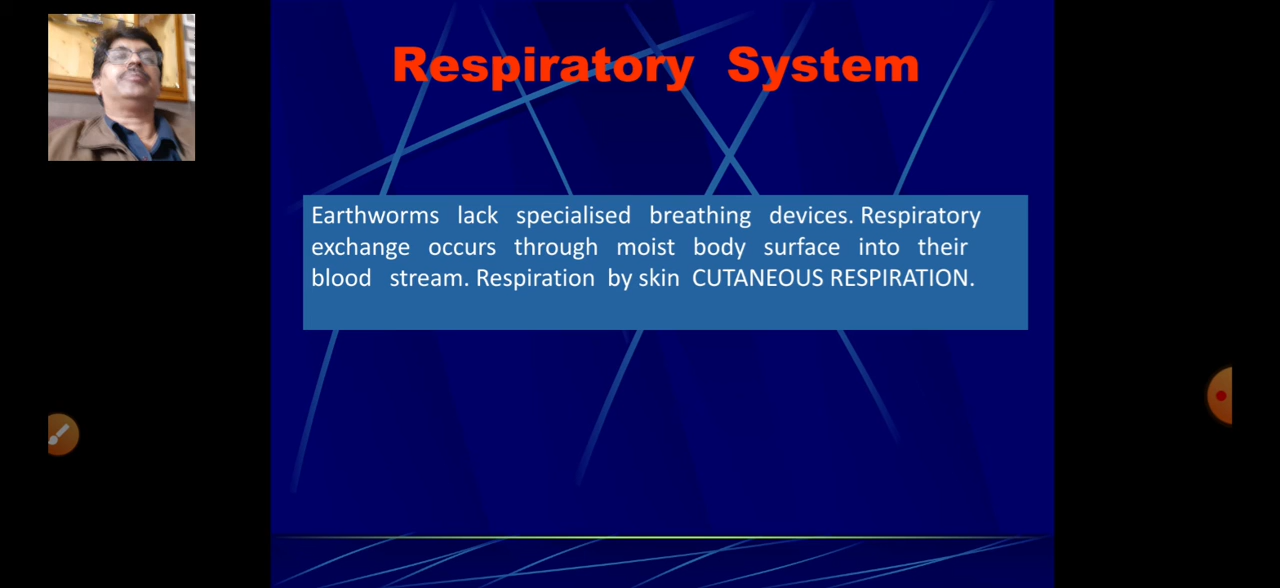 Respiratory System
Earthworms lack specialised breathing devices. Respiratory
exchange occurs through moist body surface into their
blood stream. Respiration by skin CUTANEOUS RESPIRATION.